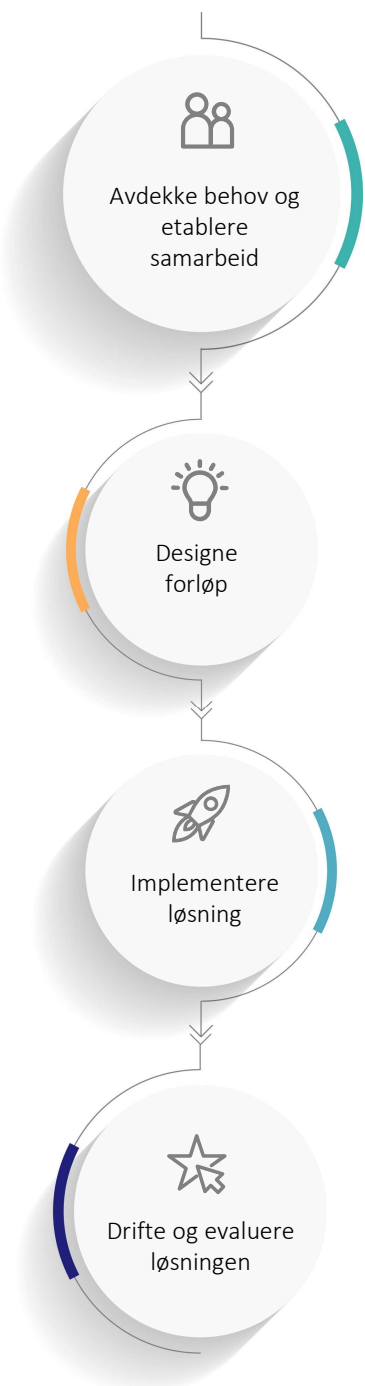 Avdekke behov og
etablere
samarbeid
Designe
forløp
Implementere
løsning
Drifte og evaluere
løsningen